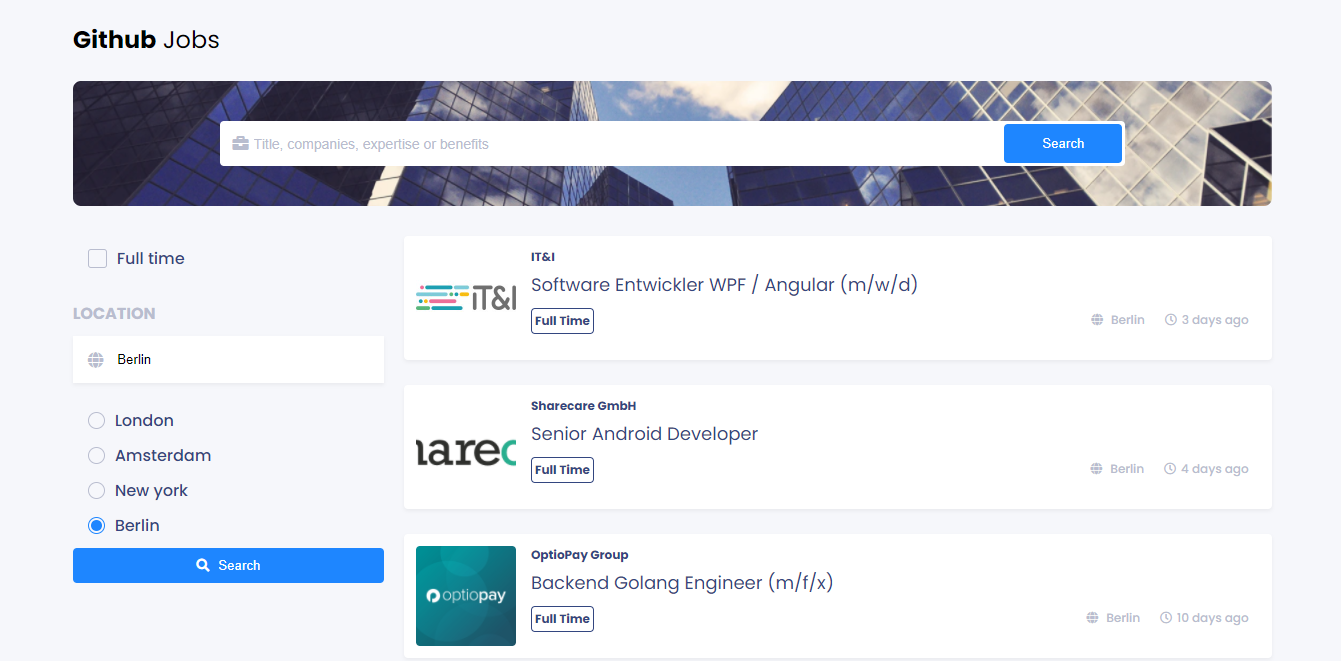 Github Jobs
Title, companies, expertise or benefits
Search
Full time
LOCATION
Berlin
London
Amsterdam
New york
Berlin
Search
IT&I
IT&I
Software Entwickler WPF / Angular (m/w/d)
Full Time
Berlin
3 days ago
Sharecare GmbH
Senior Android Developer
Full Time
Berlin
4 days ago
optiopay
OptioPay Group
Backend Golang Engineer (m/f/x)
Full Time
Berlin
10 days ago